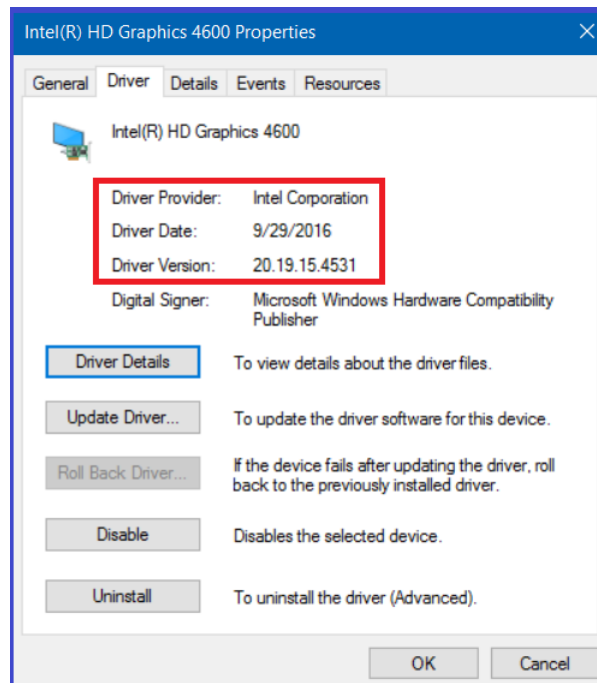 Intel(R) HD Graphics 4600 Properties
General Driver Details Events Resources
Intel(R) HD Graphics 4600
Driver Provider: Intel Corporation
Driver Date: 9/29/2016
Driver Version: 20.19.15.4531
Digital Signer: Microsoft Windows Hardware Compatibility
Publisher
Driver Details To view details about the driver files.
Update Driver... To update the driver software for this device.
Roll Back Driver... If the device fails after updating the driver, roll
back to the previously installed driver.
Disable Disables the selected device.
Uninstall To uninstall the driver (Advanced).
OK Cancel